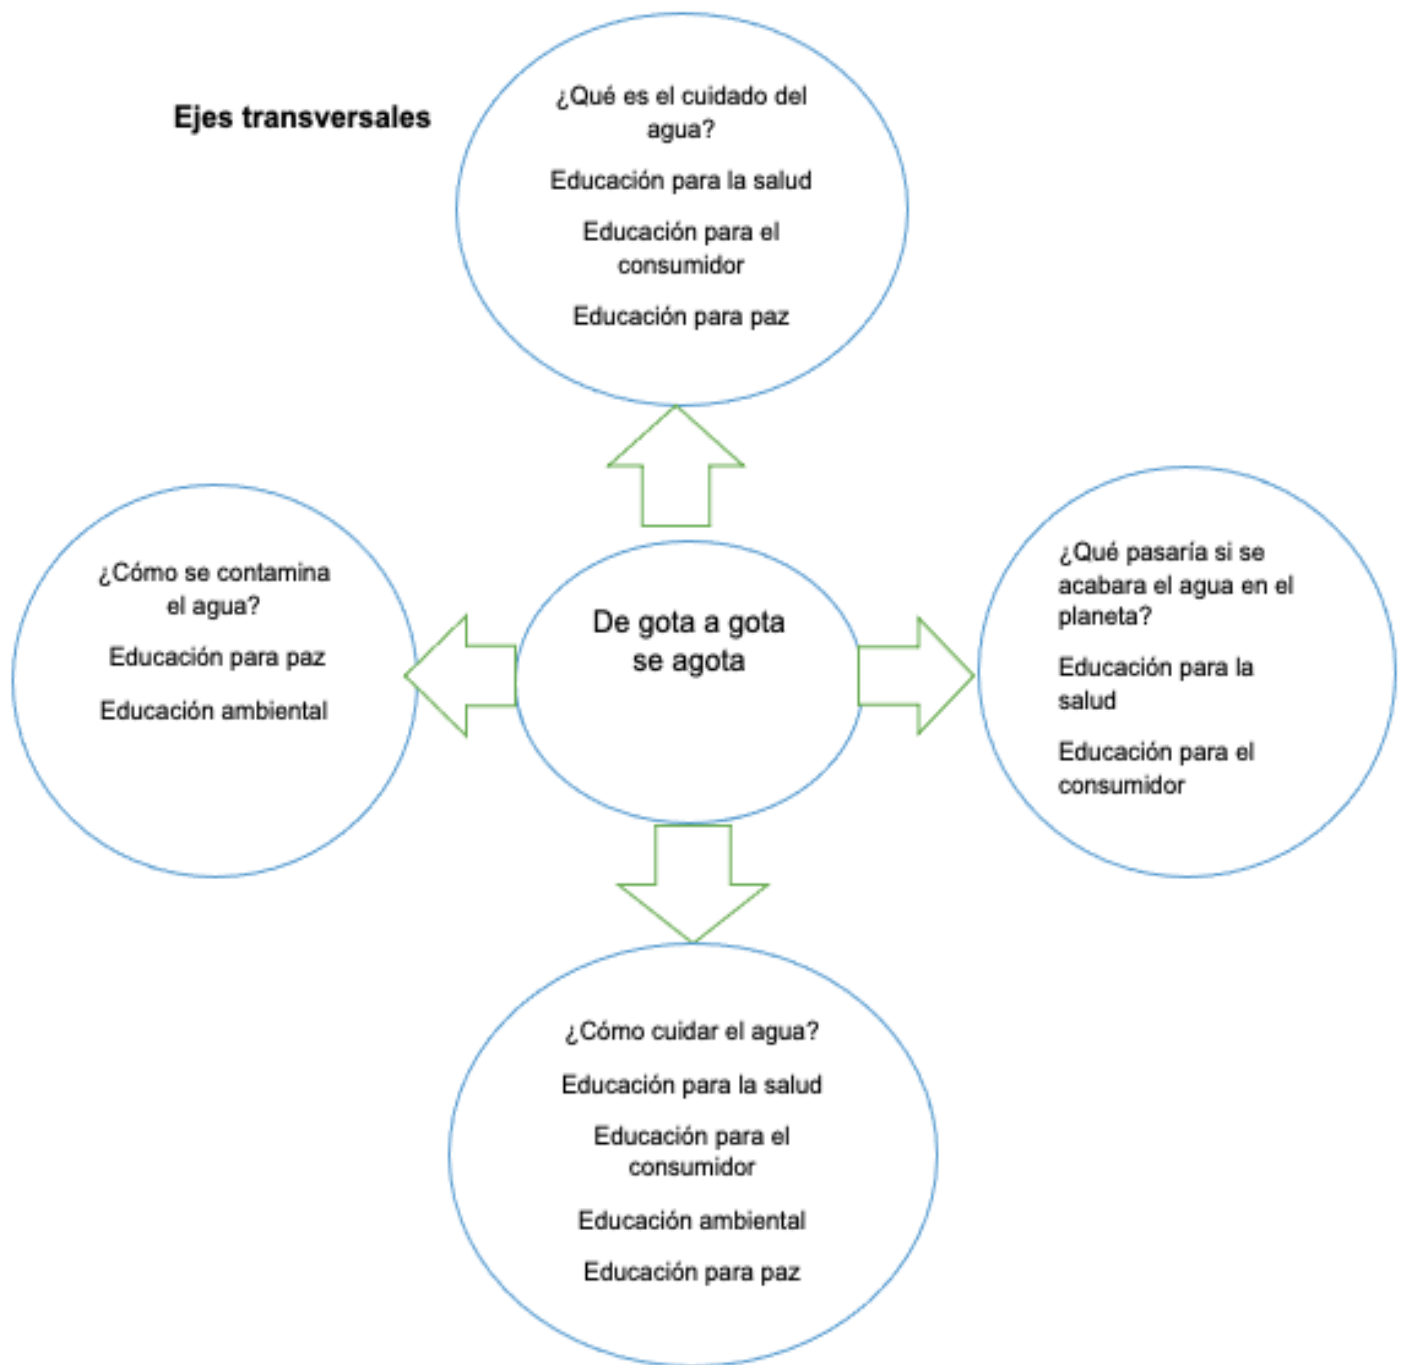 Ejes transversales
¿Qué es el cuidado del
agua?
Educación para la salud
Educación para el
consumidor
Educación para paz
¿Cómo se contamina
el agua?
Educación para paz
Educación ambiental
De gota a gota
se agota
¿Qué pasaría si se
acabara el agua en el
planeta?
Educación para la
salud
Educación para el
consumidor
¿Cómo cuidar el agua?
Educación para la salud
Educación para el
consumidor
Educación ambiental
Educación para paz